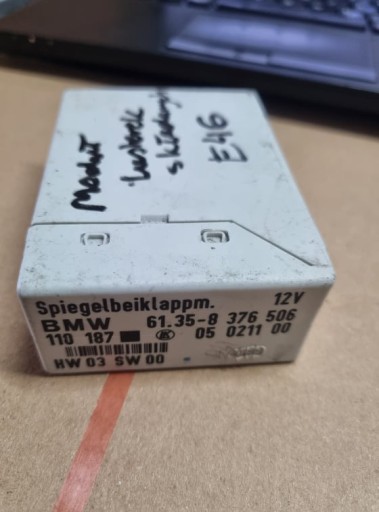 Moduł
lusterek
składanych
E46
Spiegelbeiklappm. 12V
BMW 61.35-8 376 506
110 187 05 0211 00
HW 03 SW 00